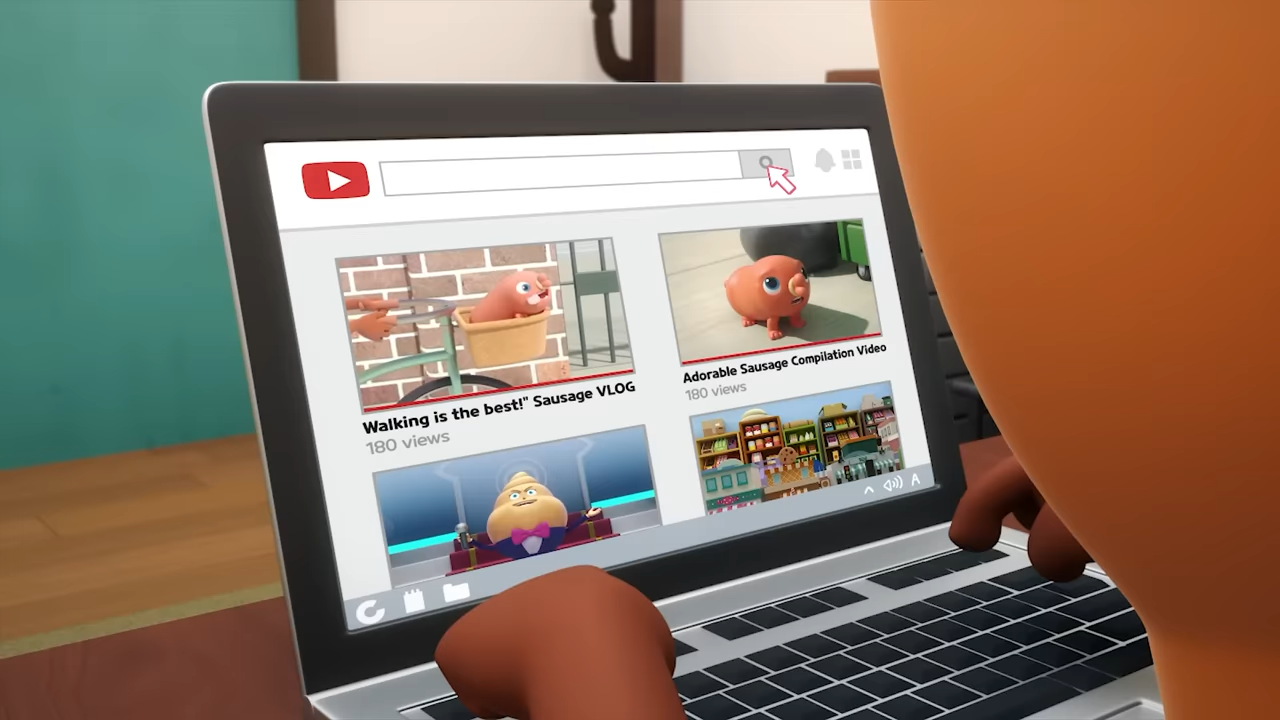 Walking is the best!" Sausage VLOG
180 views
Adorable Sausage Compilation Video
180 views
A